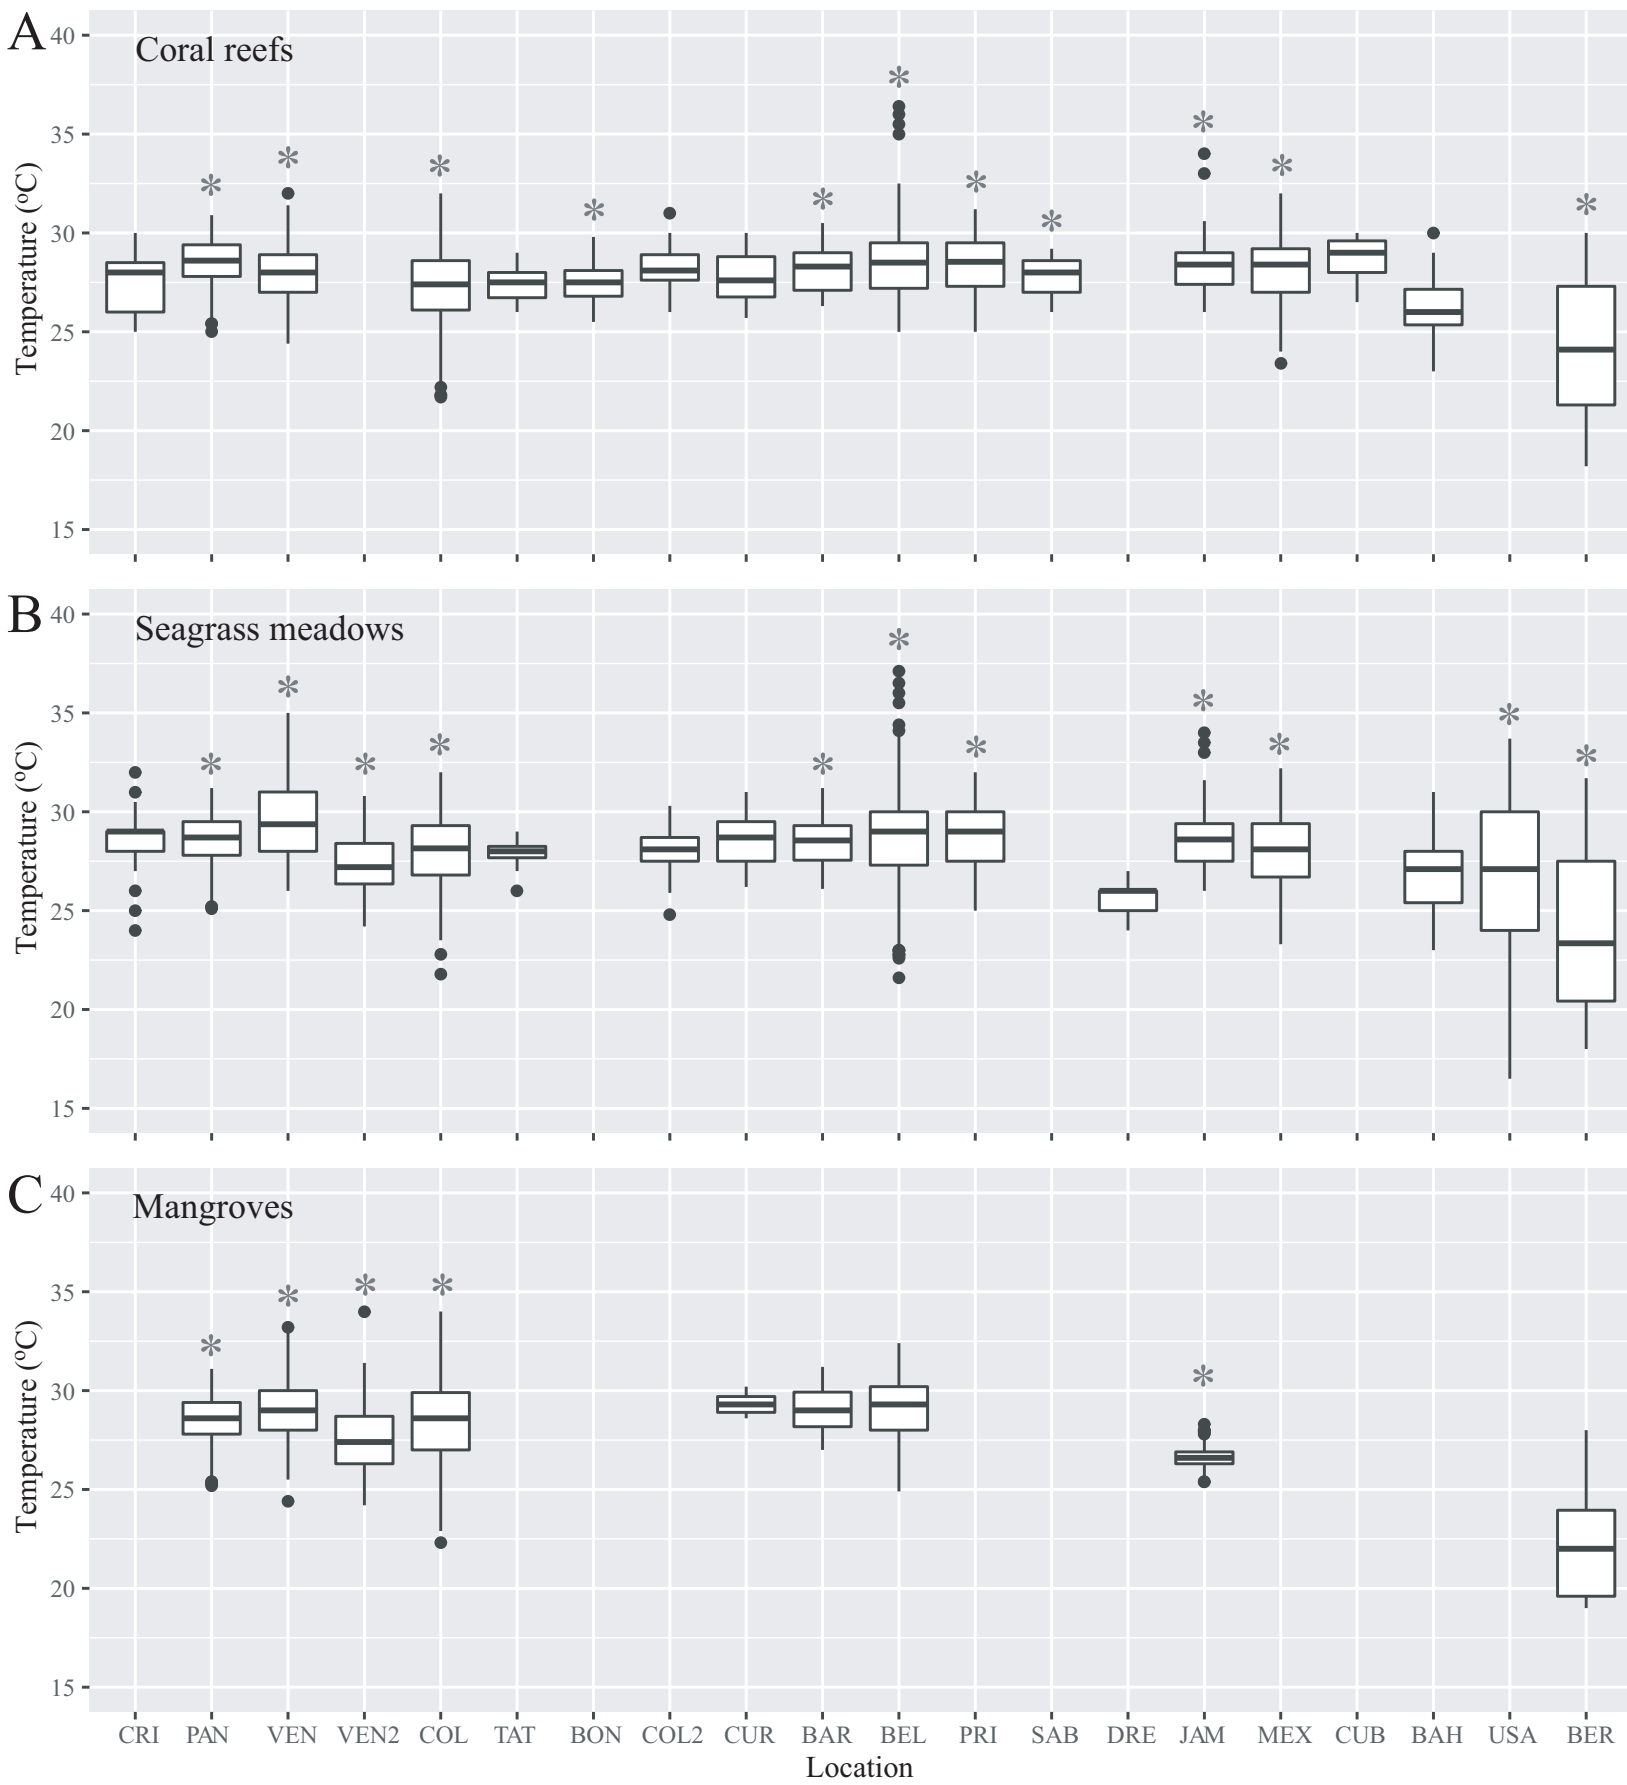 A
Coral reefs
40
35
30
25
20
15
Temperature (ºC)
* * * * * * * * * * * *
B
Seagrass meadows
40
35
30
25
20
15
Temperature (ºC)
* * * * * * * * * * *
C
Mangroves
40
35
30
25
20
15
Temperature (ºC)
* * * * *
CRI PAN VEN VEN2 COL TAT BON COL2 CUR BAR BEL PRI SAB DRE JAM MEX CUB BAH USA BER
Location